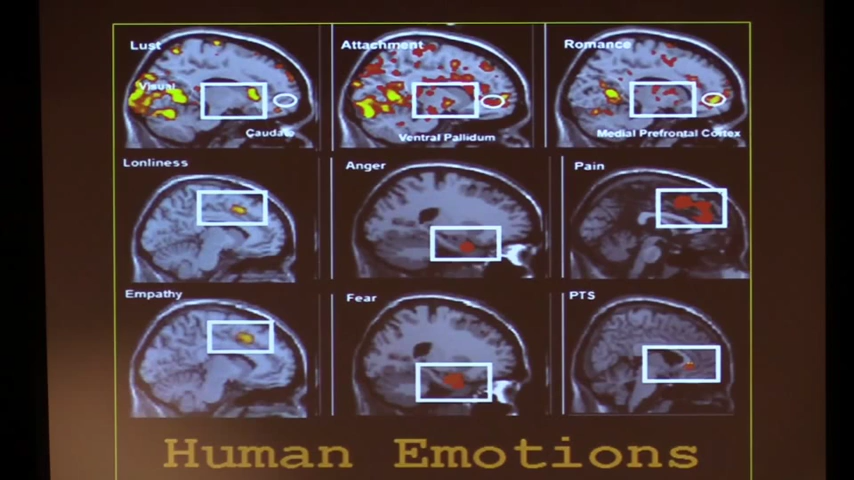 Lust
Attachment
Romance
Visual
Caudate
Ventral Pallidum
Medial Prefrontal Cortex
Lonliness
Anger
Pain
Empathy
Fear
PTS
Human Emotions